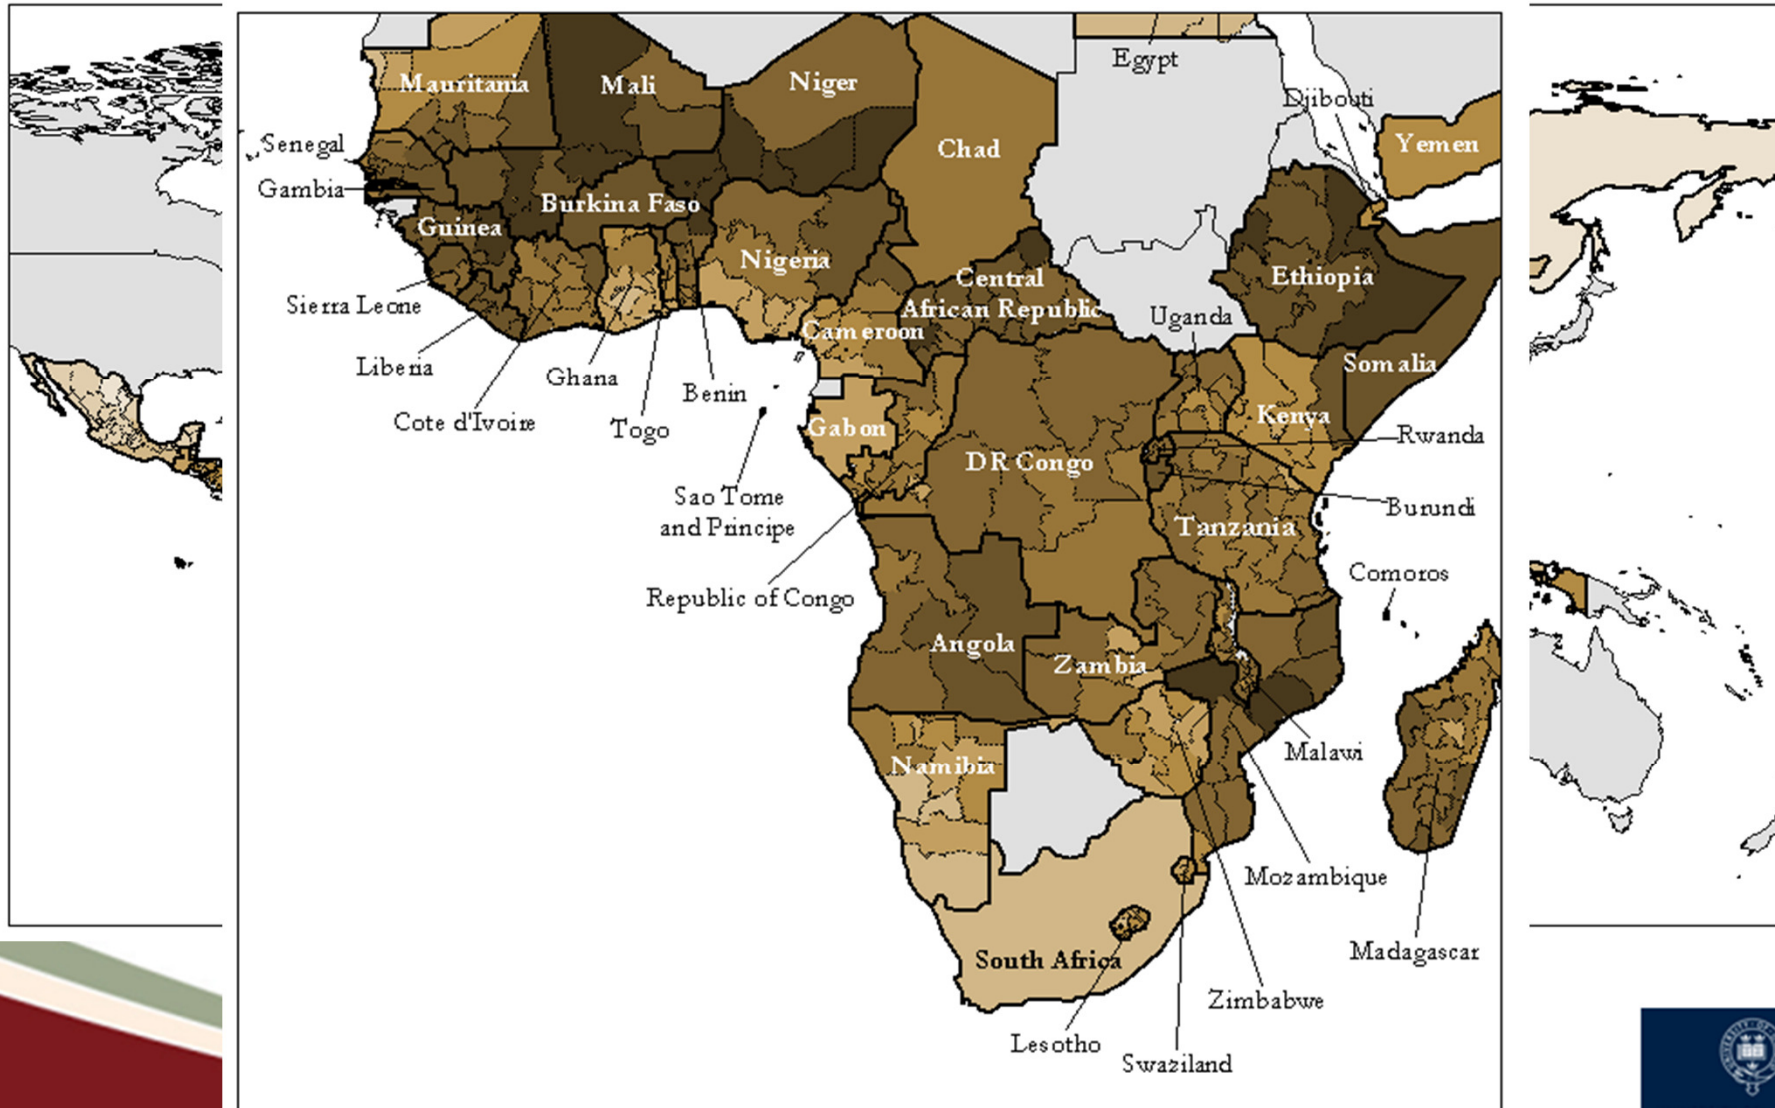 Egypt
Mauritania
Mali
Niger
Djibouti
Senegal
Chad
Yemen
Gambia
Burkina Faso
Guinea
Nigeria
Central
African Republic
Ethiopia
Sierra Leone
Uganda
Cameroon
Liberia
Ghana
Benin
Somalia
Cote d'Ivoire
Togo
Gabon
Kenya
Rwanda
DR Congo
Sao Tome
and Principe
Burundi
Tanzania
Republic of Congo
Comoros
Angola
Zambia
Malawi
Namibia
Mozambique
Madagascar
South Africa
Zimbabwe
Lesotho
Swaziland